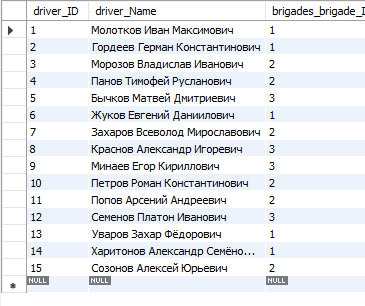 driver_ID driver_Name brigades_brigade_I
1 Молотков Иван Максимович 1
2 Гордеев Герман Константинович 1
3 Морозов Владислав Иванович 2
4 Панов Тимофей Русланович 2
5 Бычков Матвей Дмитриевич 3
6 Жуков Евгений Даниилович 1
7 Захаров Всеволод Мирославович 2
8 Краснов Александр Игоревич 3
9 Минаев Егор Кириллович 3
10 Петров Роман Константинович 2
11 Попов Арсений Андреевич 2
12 Семенов Платон Иванович 3
13 Уваров Захар Фёдорович 1
14 Харитонов Александр Семёно... 1
15 Созонов Алексей Юрьевич 2
NULL NULL NULL